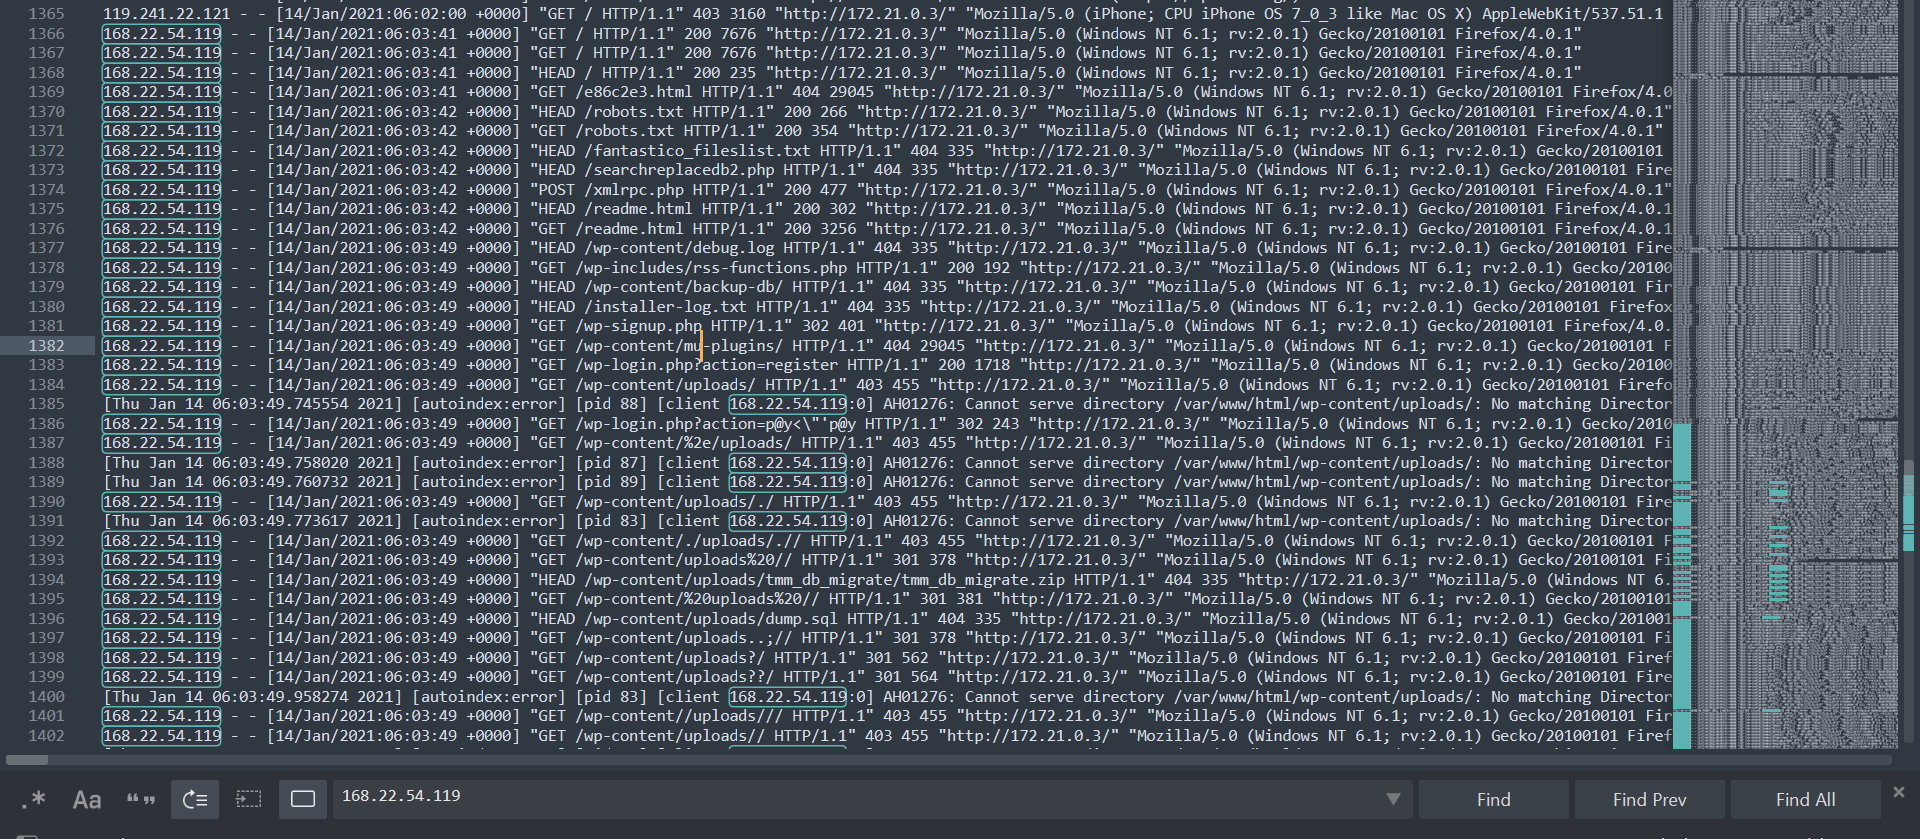 1365 119.241.22.121 - - [14/Jan/2021:06:02:00 +0000] "GET / HTTP/1.1" 403 3160 "http://172.21.0.3/" "Mozilla/5.0 (iPhone; CPU iPhone OS 7_0_3 like Mac OS X) AppleWebKit/537.51.1
1366 168.22.54.119 - - [14/Jan/2021:06:03:41 +0000] "GET / HTTP/1.1" 200 7676 "http://172.21.0.3/" "Mozilla/5.0 (Windows NT 6.1; rv:2.0.1) Gecko/20100101 Firefox/4.0.1"
1367 168.22.54.119 - - [14/Jan/2021:06:03:41 +0000] "GET / HTTP/1.1" 200 7676 "http://172.21.0.3/" "Mozilla/5.0 (Windows NT 6.1; rv:2.0.1) Gecko/20100101 Firefox/4.0.1"
1368 168.22.54.119 - - [14/Jan/2021:06:03:41 +0000] "HEAD / HTTP/1.1" 200 235 "http://172.21.0.3/" "Mozilla/5.0 (Windows NT 6.1; rv:2.0.1) Gecko/20100101 Firefox/4.0.1"
1369 168.22.54.119 - - [14/Jan/2021:06:03:41 +0000] "GET /e86c2e3.html HTTP/1.1" 404 29045 "http://172.21.0.3/" "Mozilla/5.0 (Windows NT 6.1; rv:2.0.1) Gecko/20100101 Firefox/4.0
1370 168.22.54.119 - - [14/Jan/2021:06:03:42 +0000] "HEAD /robots.txt HTTP/1.1" 200 266 "http://172.21.0.3/" "Mozilla/5.0 (Windows NT 6.1; rv:2.0.1) Gecko/20100101 Firefox/4.0.1"
1371 168.22.54.119 - - [14/Jan/2021:06:03:42 +0000] "GET /robots.txt HTTP/1.1" 200 354 "http://172.21.0.3/" "Mozilla/5.0 (Windows NT 6.1; rv:2.0.1) Gecko/20100101 Firefox/4.0.1"
1372 168.22.54.119 - - [14/Jan/2021:06:03:42 +0000] "HEAD /fantastico_fileslist.txt HTTP/1.1" 404 335 "http://172.21.0.3/" "Mozilla/5.0 (Windows NT 6.1; rv:2.0.1) Gecko/20100101
1373 168.22.54.119 - - [14/Jan/2021:06:03:42 +0000] "HEAD /searchreplacedb2.php HTTP/1.1" 404 335 "http://172.21.0.3/" "Mozilla/5.0 (Windows NT 6.1; rv:2.0.1) Gecko/20100101 Fire
1374 168.22.54.119 - - [14/Jan/2021:06:03:42 +0000] "POST /xmlrpc.php HTTP/1.1" 200 477 "http://172.21.0.3/" "Mozilla/5.0 (Windows NT 6.1; rv:2.0.1) Gecko/20100101 Firefox/4.0.1"
1375 168.22.54.119 - - [14/Jan/2021:06:03:42 +0000] "HEAD /readme.html HTTP/1.1" 200 302 "http://172.21.0.3/" "Mozilla/5.0 (Windows NT 6.1; rv:2.0.1) Gecko/20100101 Firefox/4.0.1
1376 168.22.54.119 - - [14/Jan/2021:06:03:42 +0000] "GET /readme.html HTTP/1.1" 200 3256 "http://172.21.0.3/" "Mozilla/5.0 (Windows NT 6.1; rv:2.0.1) Gecko/20100101 Firefox/4.0.1
1377 168.22.54.119 - - [14/Jan/2021:06:03:49 +0000] "HEAD /wp-content/debug.log HTTP/1.1" 404 335 "http://172.21.0.3/" "Mozilla/5.0 (Windows NT 6.1; rv:2.0.1) Gecko/20100101 Fire
1378 168.22.54.119 - - [14/Jan/2021:06:03:49 +0000] "GET /wp-includes/rss-functions.php HTTP/1.1" 200 192 "http://172.21.0.3/" "Mozilla/5.0 (Windows NT 6.1; rv:2.0.1) Gecko/20100
1379 168.22.54.119 - - [14/Jan/2021:06:03:49 +0000] "HEAD /wp-content/backup-db/ HTTP/1.1" 404 335 "http://172.21.0.3/" "Mozilla/5.0 (Windows NT 6.1; rv:2.0.1) Gecko/20100101 Fir
1380 168.22.54.119 - - [14/Jan/2021:06:03:49 +0000] "HEAD /installer-log.txt HTTP/1.1" 404 335 "http://172.21.0.3/" "Mozilla/5.0 (Windows NT 6.1; rv:2.0.1) Gecko/20100101 Firefox
1381 168.22.54.119 - - [14/Jan/2021:06:03:49 +0000] "GET /wp-signup.php HTTP/1.1" 302 401 "http://172.21.0.3/" "Mozilla/5.0 (Windows NT 6.1; rv:2.0.1) Gecko/20100101 Firefox/4.0.
1382 168.22.54.119 - - [14/Jan/2021:06:03:49 +0000] "GET /wp-content/mu-plugins/ HTTP/1.1" 404 29045 "http://172.21.0.3/" "Mozilla/5.0 (Windows NT 6.1; rv:2.0.1) Gecko/20100101 F
1383 168.22.54.119 - - [14/Jan/2021:06:03:49 +0000] "GET /wp-login.php?action=register HTTP/1.1" 200 1718 "http://172.21.0.3/" "Mozilla/5.0 (Windows NT 6.1; rv:2.0.1) Gecko/20100
1384 168.22.54.119 - - [14/Jan/2021:06:03:49 +0000] "GET /wp-content/uploads/ HTTP/1.1" 403 455 "http://172.21.0.3/" "Mozilla/5.0 (Windows NT 6.1; rv:2.0.1) Gecko/20100101 Firefo
1385 [Thu Jan 14 06:03:49.745554 2021] [autoindex:error] [pid 88] [client 168.22.54.119:0] AH01276: Cannot serve directory /var/www/html/wp-content/uploads/: No matching Director
1386 168.22.54.119 - - [14/Jan/2021:06:03:49 +0000] "GET /wp-login.php?action=p@y<\"'p@y HTTP/1.1" 302 243 "http://172.21.0.3/" "Mozilla/5.0 (Windows NT 6.1; rv:2.0.1) Gecko/2010
1387 168.22.54.119 - - [14/Jan/2021:06:03:49 +0000] "GET /wp-content/%2e/uploads/ HTTP/1.1" 403 455 "http://172.21.0.3/" "Mozilla/5.0 (Windows NT 6.1; rv:2.0.1) Gecko/20100101 Fi
1388 [Thu Jan 14 06:03:49.758020 2021] [autoindex:error] [pid 87] [client 168.22.54.119:0] AH01276: Cannot serve directory /var/www/html/wp-content/uploads/: No matching Director
1389 [Thu Jan 14 06:03:49.760732 2021] [autoindex:error] [pid 89] [client 168.22.54.119:0] AH01276: Cannot serve directory /var/www/html/wp-content/uploads/: No matching Director
1390 168.22.54.119 - - [14/Jan/2021:06:03:49 +0000] "GET /wp-content/uploads/./ HTTP/1.1" 403 455 "http://172.21.0.3/" "Mozilla/5.0 (Windows NT 6.1; rv:2.0.1) Gecko/20100101 Fire
1391 [Thu Jan 14 06:03:49.773617 2021] [autoindex:error] [pid 83] [client 168.22.54.119:0] AH01276: Cannot serve directory /var/www/html/wp-content/uploads/: No matching Director
1392 168.22.54.119 - - [14/Jan/2021:06:03:49 +0000] "GET /wp-content/./uploads/.// HTTP/1.1" 403 455 "http://172.21.0.3/" "Mozilla/5.0 (Windows NT 6.1; rv:2.0.1) Gecko/20100101 F
1393 168.22.54.119 - - [14/Jan/2021:06:03:49 +0000] "GET /wp-content/uploads%20// HTTP/1.1" 301 378 "http://172.21.0.3/" "Mozilla/5.0 (Windows NT 6.1; rv:2.0.1) Gecko/20100101 Fi
1394 168.22.54.119 - - [14/Jan/2021:06:03:49 +0000] "HEAD /wp-content/uploads/tmm_db_migrate/tmm_db_migrate.zip HTTP/1.1" 404 335 "http://172.21.0.3/" "Mozilla/5.0 (Windows NT 6.
1395 168.22.54.119 - - [14/Jan/2021:06:03:49 +0000] "GET /wp-content/%20uploads%20// HTTP/1.1" 301 381 "http://172.21.0.3/" "Mozilla/5.0 (Windows NT 6.1; rv:2.0.1) Gecko/20100101
1396 168.22.54.119 - - [14/Jan/2021:06:03:49 +0000] "HEAD /wp-content/uploads/dump.sql HTTP/1.1" 404 335 "http://172.21.0.3/" "Mozilla/5.0 (Windows NT 6.1; rv:2.0.1) Gecko/201001
1397 168.22.54.119 - - [14/Jan/2021:06:03:49 +0000] "GET /wp-content/uploads..;// HTTP/1.1" 301 378 "http://172.21.0.3/" "Mozilla/5.0 (Windows NT 6.1; rv:2.0.1) Gecko/20100101 Fi
1398 168.22.54.119 - - [14/Jan/2021:06:03:49 +0000] "GET /wp-content/uploads?/ HTTP/1.1" 301 562 "http://172.21.0.3/" "Mozilla/5.0 (Windows NT 6.1; rv:2.0.1) Gecko/20100101 Firef
1399 168.22.54.119 - - [14/Jan/2021:06:03:49 +0000] "GET /wp-content/uploads??/ HTTP/1.1" 301 564 "http://172.21.0.3/" "Mozilla/5.0 (Windows NT 6.1; rv:2.0.1) Gecko/20100101 Fire
1400 [Thu Jan 14 06:03:49.958274 2021] [autoindex:error] [pid 83] [client 168.22.54.119:0] AH01276: Cannot serve directory /var/www/html/wp-content/uploads/: No matching Director
1401 168.22.54.119 - - [14/Jan/2021:06:03:49 +0000] "GET /wp-content//uploads/// HTTP/1.1" 403 455 "http://172.21.0.3/" "Mozilla/5.0 (Windows NT 6.1; rv:2.0.1) Gecko/20100101 Fir
1402 168.22.54.119 - - [14/Jan/2021:06:03:49 +0000] "GET /wp-content/uploads// HTTP/1.1" 403 455 "http://172.21.0.3/" "Mozilla/5.0 (Windows NT 6.1; rv:2.0.1) Gecko/20100101 Firef
.* Aa “” 168.22.54.119 Find Find Prev Find All ×